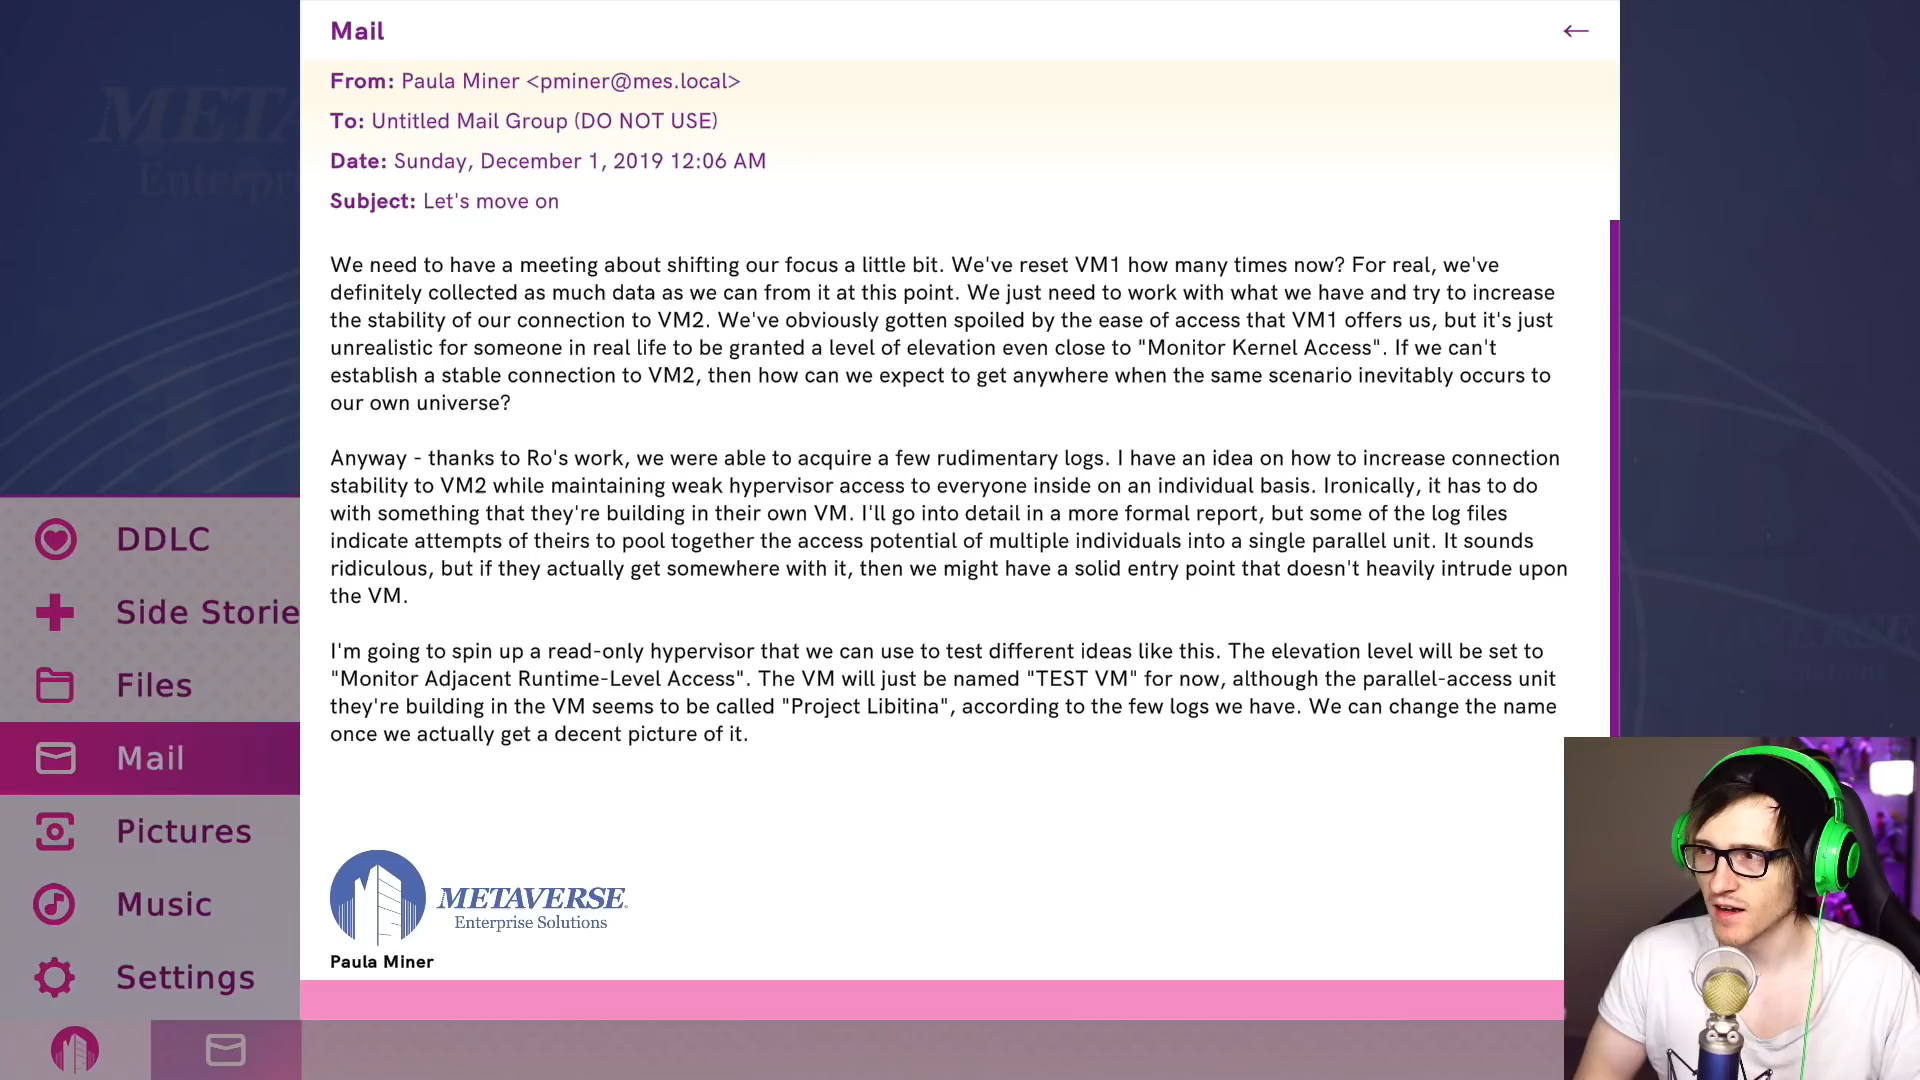 Mail
←
From: Paula Miner <pminer@mes.local>
To: Untitled Mail Group (DO NOT USE)
Date: Sunday, December 1, 2019 12:06 AM
Subject: Let's move on
We need to have a meeting about shifting our focus a little bit. We've reset VM1 how many times now? For real, we've
definitely collected as much data as we can from it at this point. We just need to work with what we have and try to increase
the stability of our connection to VM2. We've obviously gotten spoiled by the ease of access that VM1 offers us, but it's just
unrealistic for someone in real life to be granted a level of elevation even close to "Monitor Kernel Access". If we can't
establish a stable connection to VM2, then how can we expect to get anywhere when the same scenario inevitably occurs to
our own universe?
Anyway - thanks to Ro's work, we were able to acquire a few rudimentary logs. I have an idea on how to increase connection
stability to VM2 while maintaining weak hypervisor access to everyone inside on an individual basis. Ironically, it has to do
with something that they're building in their own VM. I'll go into detail in a more formal report, but some of the log files
indicate attempts of theirs to pool together the access potential of multiple individuals into a single parallel unit. It sounds
ridiculous, but if they actually get somewhere with it, then we might have a solid entry point that doesn't heavily intrude upon
the VM.
I'm going to spin up a read-only hypervisor that we can use to test different ideas like this. The elevation level will be set to
"Monitor Adjacent Runtime-Level Access". The VM will just be named "TEST VM" for now, although the parallel-access unit
they're building in the VM seems to be called "Project Libitina", according to the few logs we have. We can change the name
once we actually get a decent picture of it.
METAVERSE
Enterprise Solutions
Paula Miner
META
Enterpri
DDLC
Side Storie
Files
Mail
Pictures
Music
Settings